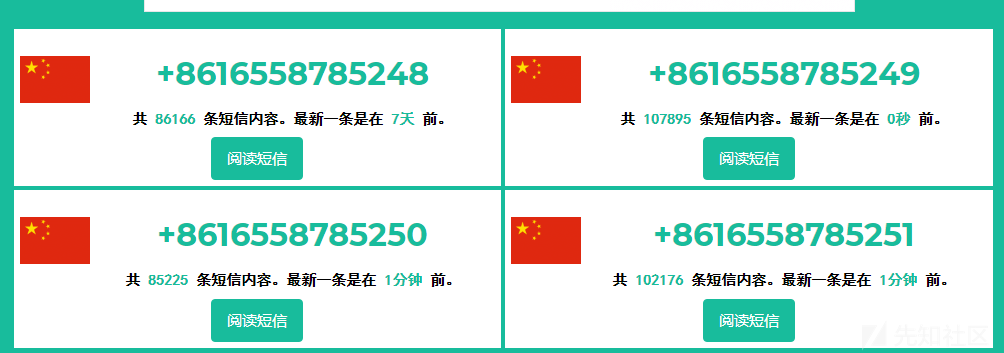 +8616558785248
共 86166 条短信内容。最新一条是在 7天 前。
阅读短信
+8616558785249
共 107895 条短信内容。最新一条是在 0秒 前。
阅读短信
+8616558785250
共 85225 条短信内容。最新一条是在 1分钟 前。
阅读短信
+8616558785251
共 102176 条短信内容。最新一条是在 1分钟 前。
阅读短信
先知社区